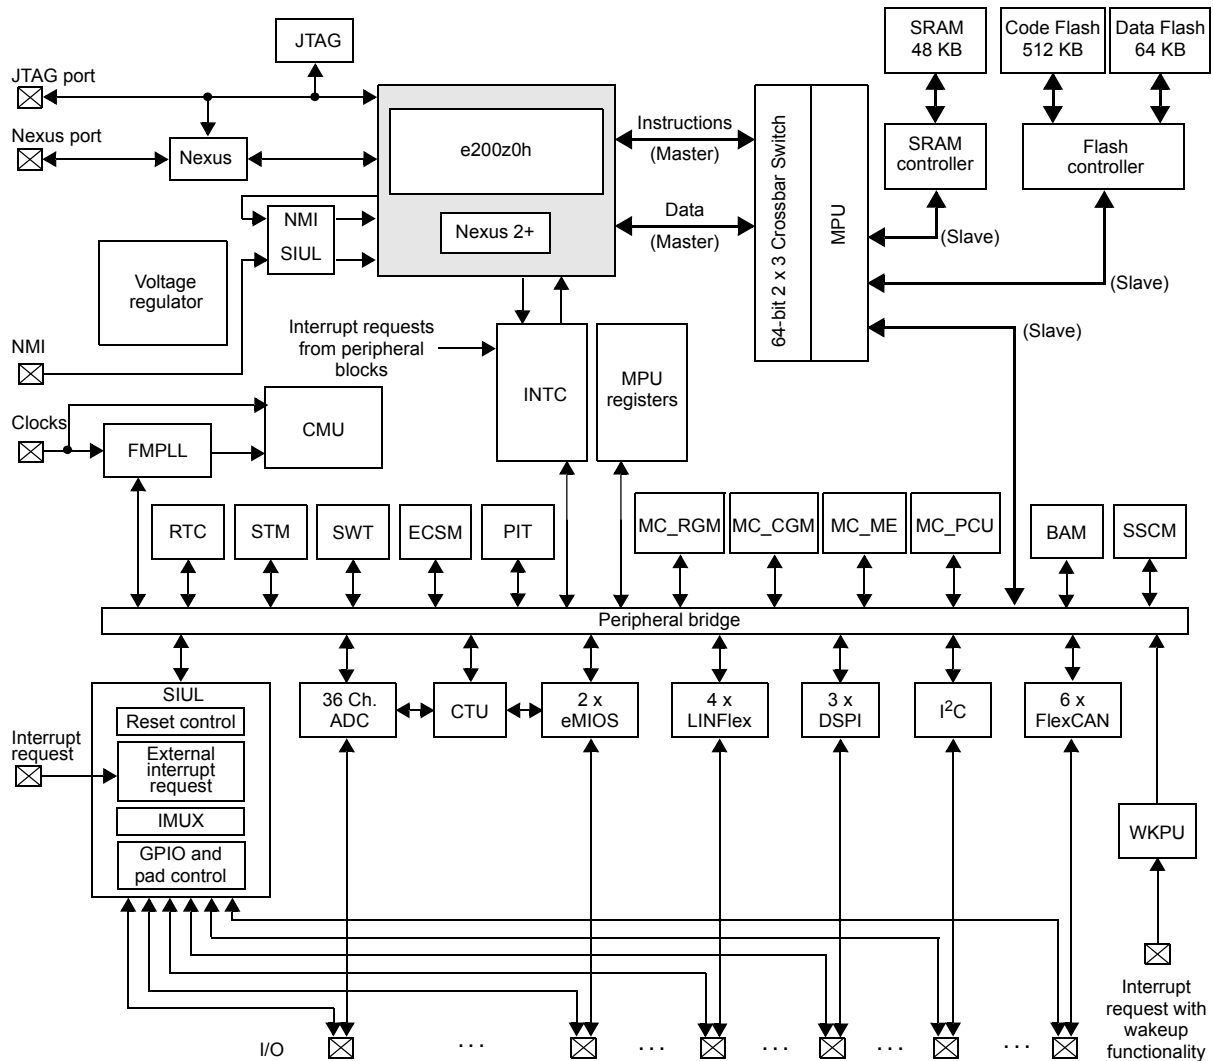 JTAG
SRAM
48 KB
Code Flash
512 KB
Data Flash
64 KB
JTAG port
Nexus port
Nexus
e200z0h
Nexus 2+
Instructions
(Master)
Data
(Master)
64-bit 2 x 3 Crossbar Switch
MPU
SRAM
controller
Flash
controller
(Slave)
(Slave)
(Slave)
NMI
SIUL
Voltage
regulator
NMI
Interrupt requests
from peripheral
blocks
INTC
MPU
registers
Clocks
FMPLL
CMU
RTC
STM
SWT
ECSM
PIT
MC_RGM
MC_CGM
MC_ME
MC_PCU
BAM
SSCM
Peripheral bridge
SIUL
Reset control
External
interrupt
request
IMUX
GPIO and
pad control
Interrupt
request
36 Ch.
ADC
CTU
2 x
eMIOS
4 x
LINFlex
3 x
DSPI
I²C
6 x
FlexCAN
WKPU
I/O
. . .
. . .
. . .
. . .
. . .
Interrupt
request with
wakeup
functionality